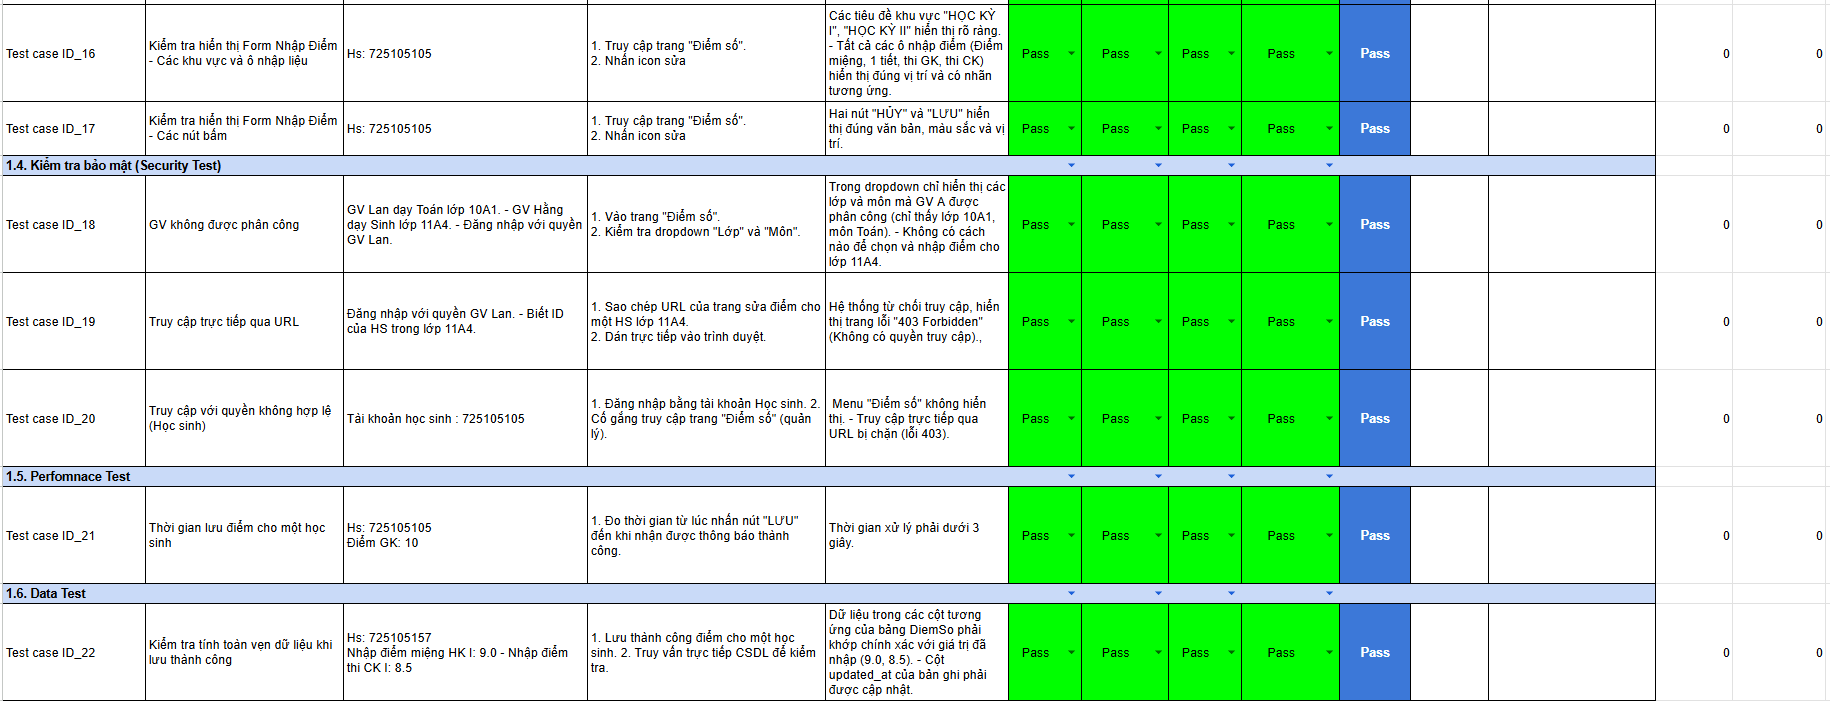 Test case ID_16
Kiểm tra hiển thị Form Nhập Điểm
- Các khu vực và ô nhập liệu
Hs: 725105105
1. Truy cập trang "Điểm số".
2. Nhấn icon sửa
Các tiêu đề khu vực "HỌC KỲ
I", "HỌC KỲ II" hiển thị rõ ràng.
- Tất cả các ô nhập điểm (Điểm
miệng, 1 tiết, thi GK, thi CK)
hiển thị đúng vị trí và có nhãn
tương ứng.
Pass
Pass
Pass
Pass
Pass
0
0
Test case ID_17
Kiểm tra hiển thị Form Nhập Điểm
- Các nút bấm
Hs: 725105105
1. Truy cập trang "Điểm số".
2. Nhấn icon sửa
Hai nút "HỦY" và "LƯU" hiển
thị đúng văn bản, màu sắc và vị
trí.
Pass
Pass
Pass
Pass
Pass
0
0
1.4. Kiểm tra bảo mật (Security Test)
Test case ID_18
GV không được phân công
GV Lan dạy Toán lớp 10A1. - GV Hằng
dạy Sinh lớp 11A4. - Đăng nhập với quyền
GV Lan.
1. Vào trang "Điểm số".
2. Kiểm tra dropdown "Lớp" và "Môn".
Trong dropdown chỉ hiển thị các
lớp và môn mà GV A được
phân công (chỉ thấy lớp 10A1,
môn Toán). - Không có cách
nào để chọn và nhập điểm cho
lớp 11A4.
Pass
Pass
Pass
Pass
Pass
0
0
Test case ID_19
Truy cập trực tiếp qua URL
Đăng nhập với quyền GV Lan. - Biết ID
của HS trong lớp 11A4.
1. Sao chép URL của trang sửa điểm cho
một HS lớp 11A4.
2. Dán trực tiếp vào trình duyệt.
Hệ thống từ chối truy cập, hiển
thị trang lỗi "403 Forbidden"
(Không có quyền truy cập).,
Pass
Pass
Pass
Pass
Pass
0
0
Test case ID_20
Truy cập với quyền không hợp lệ
(Học sinh)
Tài khoản học sinh : 725105105
1. Đăng nhập bằng tài khoản Học sinh. 2.
Cố gắng truy cập trang "Điểm số" (quản
lý).
Menu "Điểm số" không hiển
thị. - Truy cập trực tiếp qua
URL bị chặn (lỗi 403).
Pass
Pass
Pass
Pass
Pass
0
0
1.5. Perfomnace Test
Test case ID_21
Thời gian lưu điểm cho một học
sinh
Hs: 725105105
Điểm GK: 10
1. Đo thời gian từ lúc nhấn nút "LƯU"
đến khi nhận được thông báo thành
công.
Thời gian xử lý phải dưới 3
giây.
Pass
Pass
Pass
Pass
Pass
0
0
1.6. Data Test
Test case ID_22
Kiểm tra tính toàn vẹn dữ liệu khi
lưu thành công
Hs: 725105157
Nhập điểm miệng HK I: 9.0 - Nhập điểm
thi CK I: 8.5
1. Lưu thành công điểm cho một học
sinh. 2. Truy vấn trực tiếp CSDL để kiểm
tra.
Dữ liệu trong các cột tương
ứng của bảng DiemSo phải
khớp chính xác với giá trị đã
nhập (9.0, 8.5). - Cột
updated_at của bản ghi phải
được cập nhật.
Pass
Pass
Pass
Pass
Pass
0
0